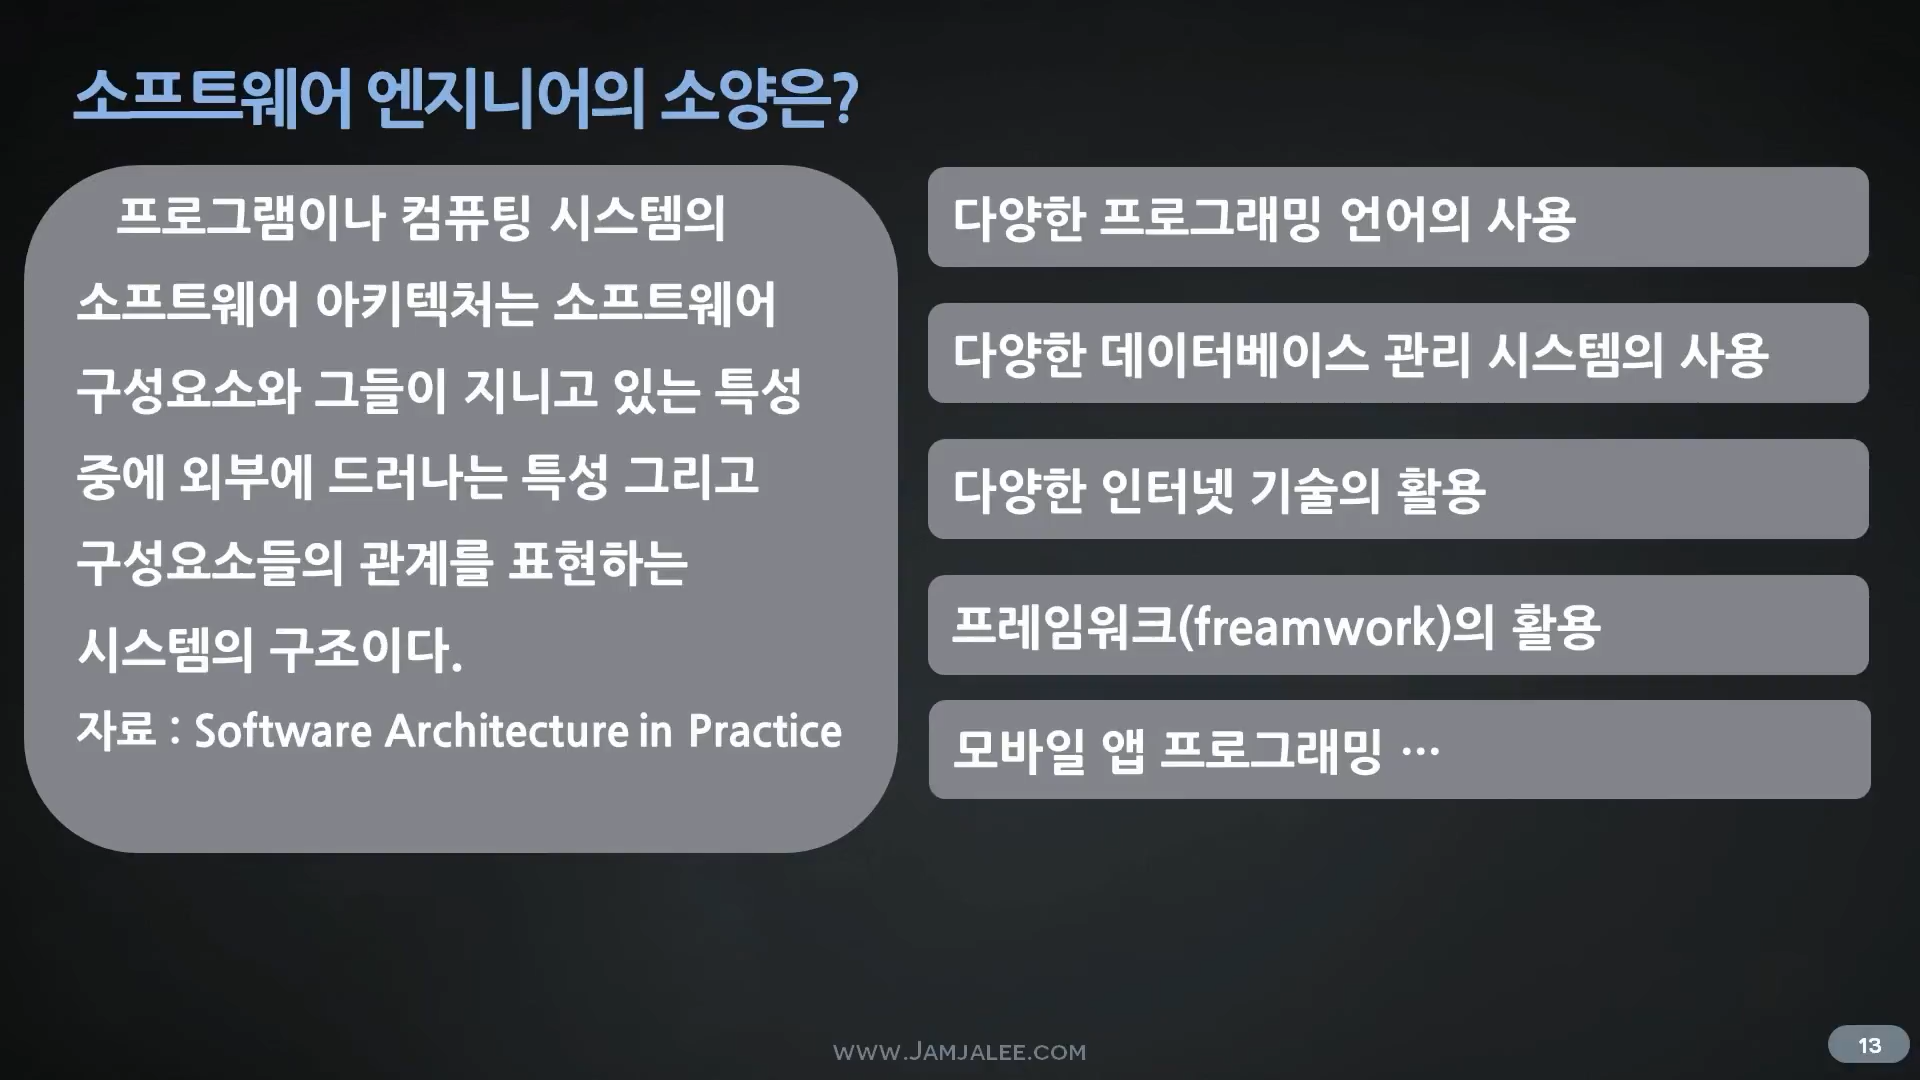 소프트웨어 엔지니어의 소양은?
프로그램이나 컴퓨팅 시스템의
소프트웨어 아키텍처는 소프트웨어
구성요소와 그들이 지니고 있는 특성
중에 외부에 드러나는 특성 그리고
구성요소들의 관계를 표현하는
시스템의 구조이다.
자료 : Software Architecture in Practice
다양한 프로그래밍 언어의 사용
다양한 데이터베이스 관리 시스템의 사용
다양한 인터넷 기술의 활용
프레임워크(freamwork)의 활용
모바일 앱 프로그래밍 …
WWW.JAMJALEE.COM
13